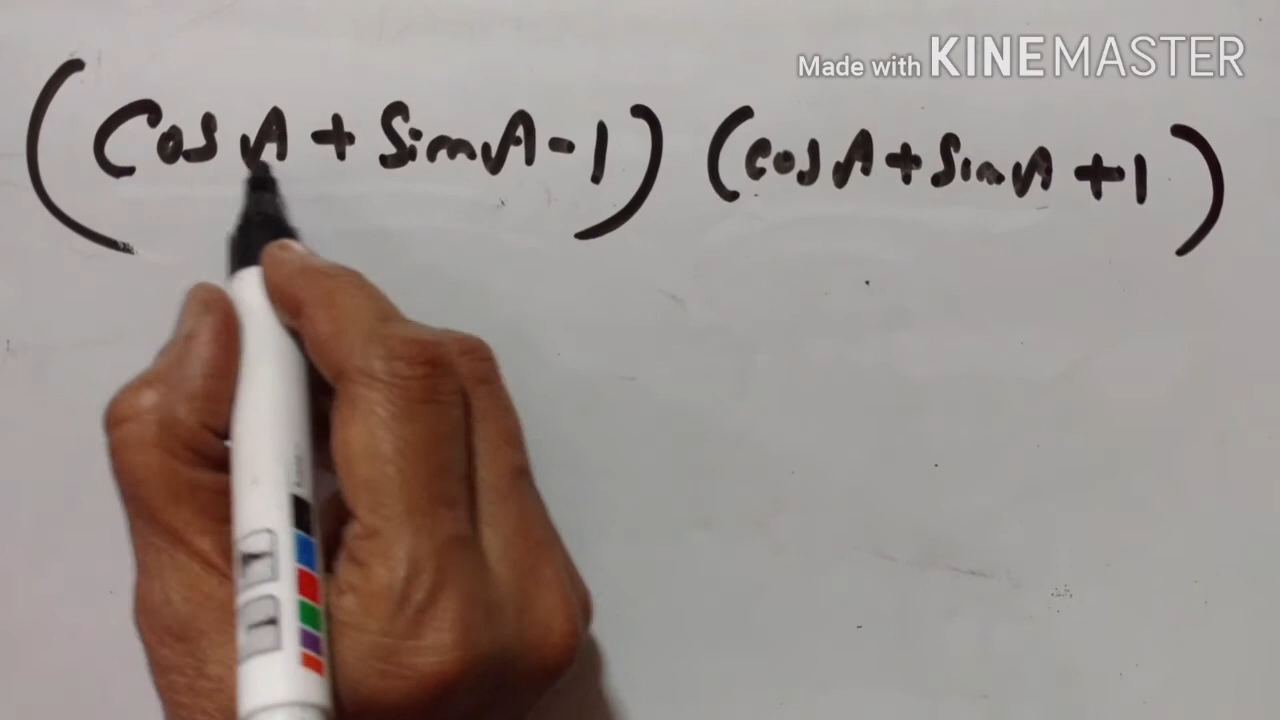 Made with KINEMASTER
(Cos A + Sin A - 1) (cos A + Sin A + 1)